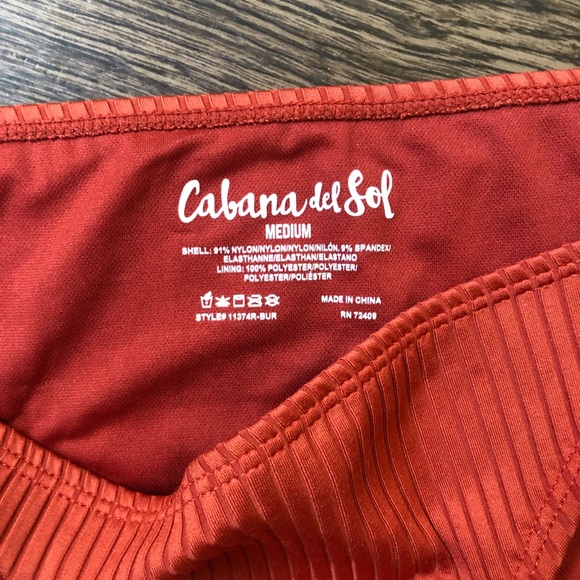 Cabana del Sol
MEDIUM
SHELL: 91% NYLON/NYLON/NYLON/NILÓN, 9% SPANDEX/
ELASTHANNE/ELASTHAN/ELASTANO
LINING: 100% POLYESTER/POLYESTER/
POLYESTER/POLIÉSTER
MADE IN CHINA
STYLE# 11374R-BUR
RN 72409